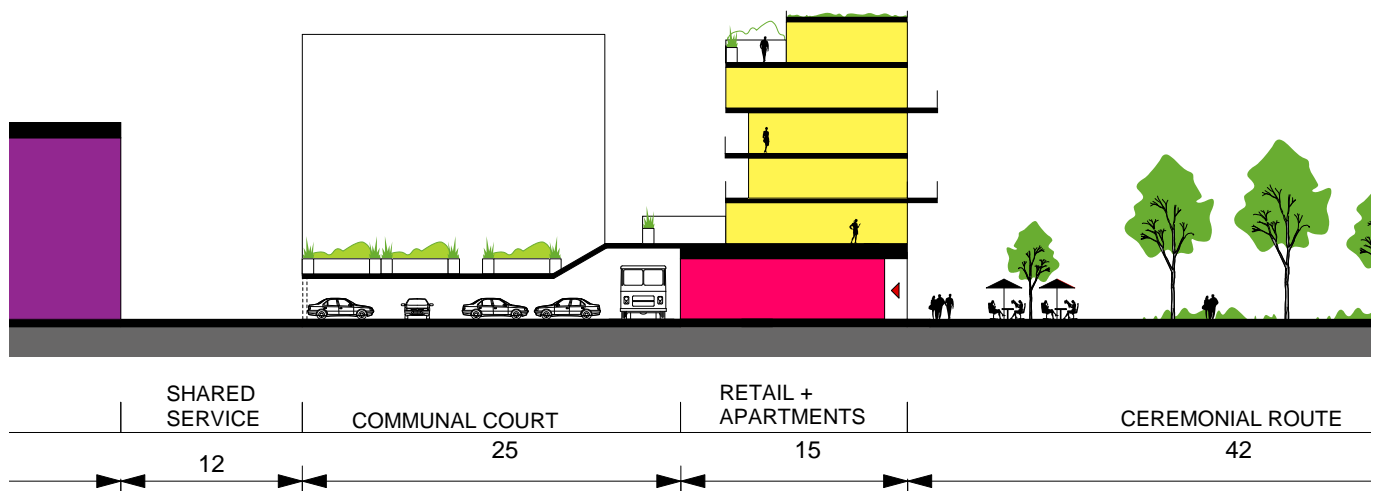 SHARED
SERVICE
COMMUNAL COURT
RETAIL +
APARTMENTS
CEREMONIAL ROUTE
12
25
15
42